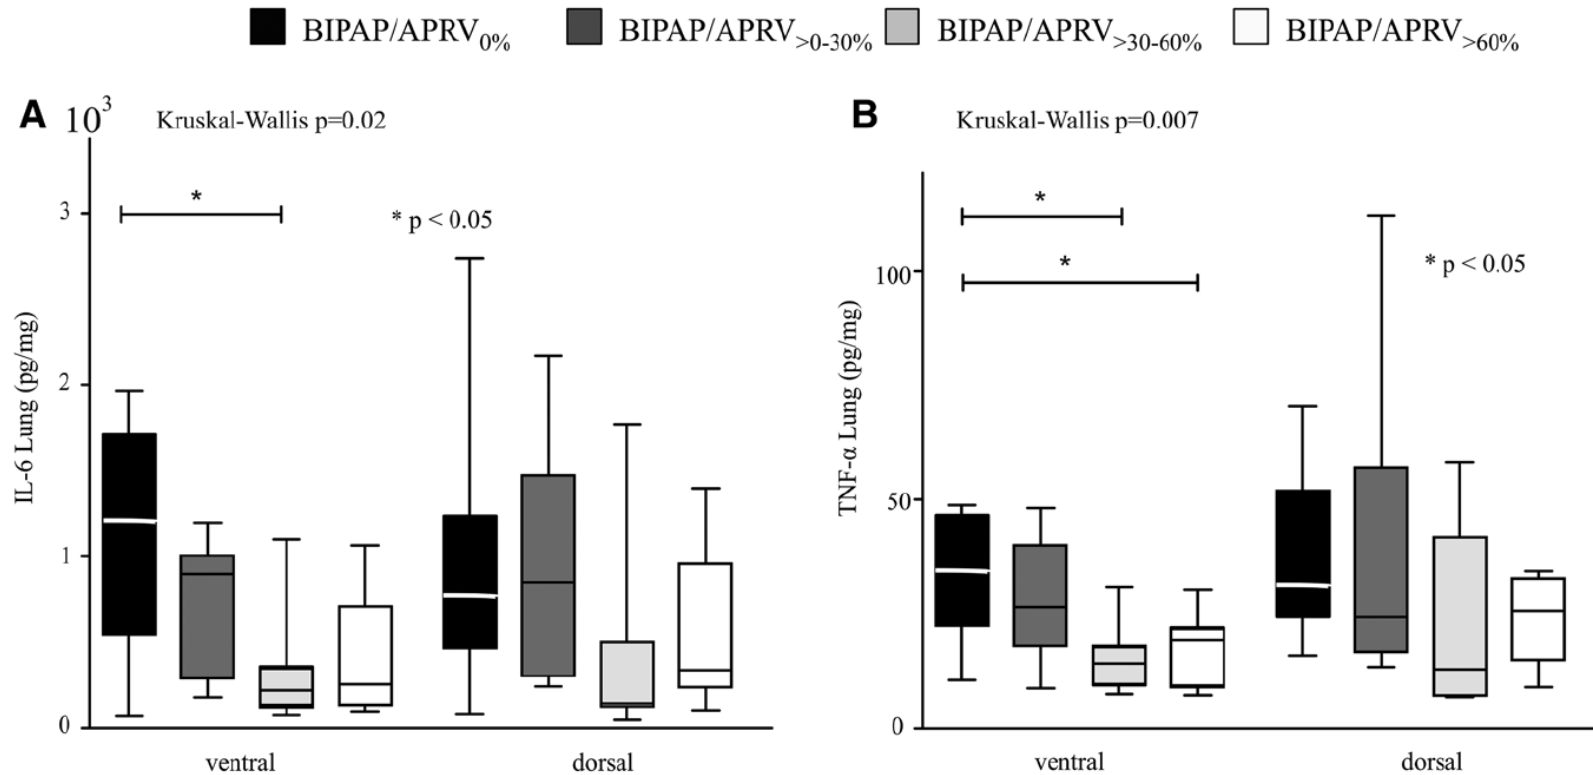 BIPAP/APRV0% BIPAP/APRV>0-30% BIPAP/APRV>30-60% BIPAP/APRV>60%
A 10³ Kruskal-Wallis p=0.02
*
* p < 0.05
3
2
1
0
IL-6 Lung (pg/mg)
ventral dorsal
B Kruskal-Wallis p=0.007
*
*
* p < 0.05
100
50
0
TNF-α Lung (pg/mg)
ventral dorsal